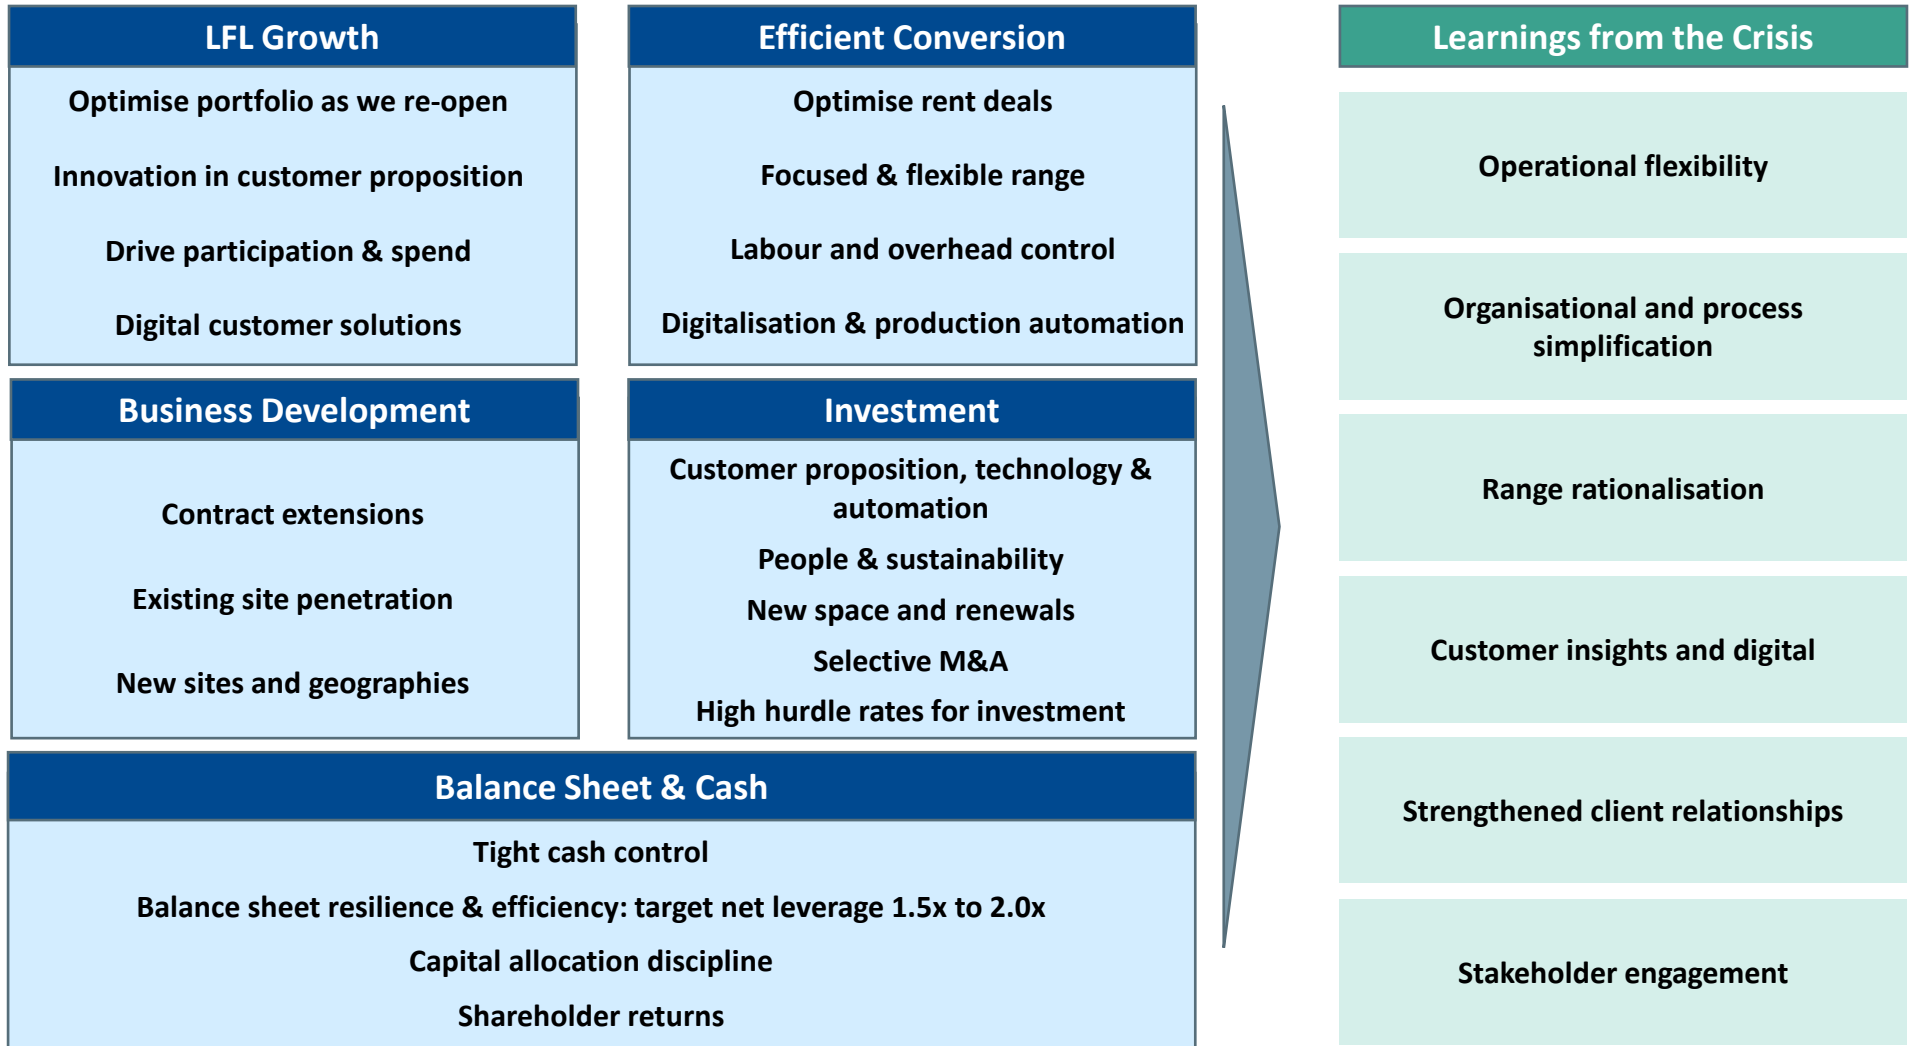 LFL Growth
Optimise portfolio as we re-open
Innovation in customer proposition
Drive participation & spend
Digital customer solutions
Efficient Conversion
Optimise rent deals
Focused & flexible range
Labour and overhead control
Digitalisation & production automation
Business Development
Contract extensions
Existing site penetration
New sites and geographies
Investment
Customer proposition, technology &
automation
People & sustainability
New space and renewals
Selective M&A
High hurdle rates for investment
Balance Sheet & Cash
Tight cash control
Balance sheet resilience & efficiency: target net leverage 1.5x to 2.0x
Capital allocation discipline
Shareholder returns
Learnings from the Crisis
Operational flexibility
Organisational and process
simplification
Range rationalisation
Customer insights and digital
Strengthened client relationships
Stakeholder engagement